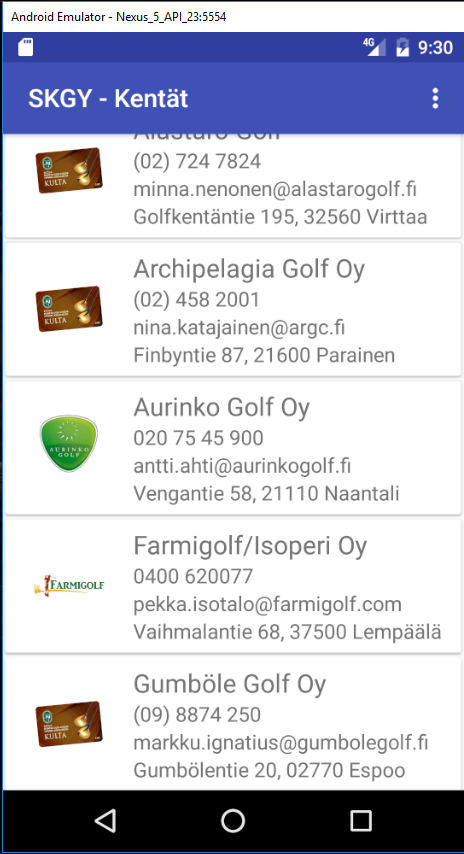 Android Emulator - Nexus_5_API_23:5554
4G
9:30
SKGY - Kentät
Alastaro Golf
(02) 724 7824
minna.nenonen@alastarogolf.fi
Golfkentäntie 195, 32560 Virttaa
KULTA
Archipelagia Golf Oy
(02) 458 2001
nina.katajainen@argc.fi
Finbyntie 87, 21600 Parainen
KULTA
Aurinko Golf Oy
020 75 45 900
antti.ahti@aurinkogolf.fi
Vengantie 58, 21110 Naantali
AURINKO
GOLF
Farmigolf/Isoperi Oy
0400 620077
pekka.isotalo@farmigolf.com
Vaihmalantie 68, 37500 Lempäälä
FARMIGOLF
Gumböle Golf Oy
(09) 8874 250
markku.ignatius@gumbolegolf.fi
Gumbölentie 20, 02770 Espoo
KULTA